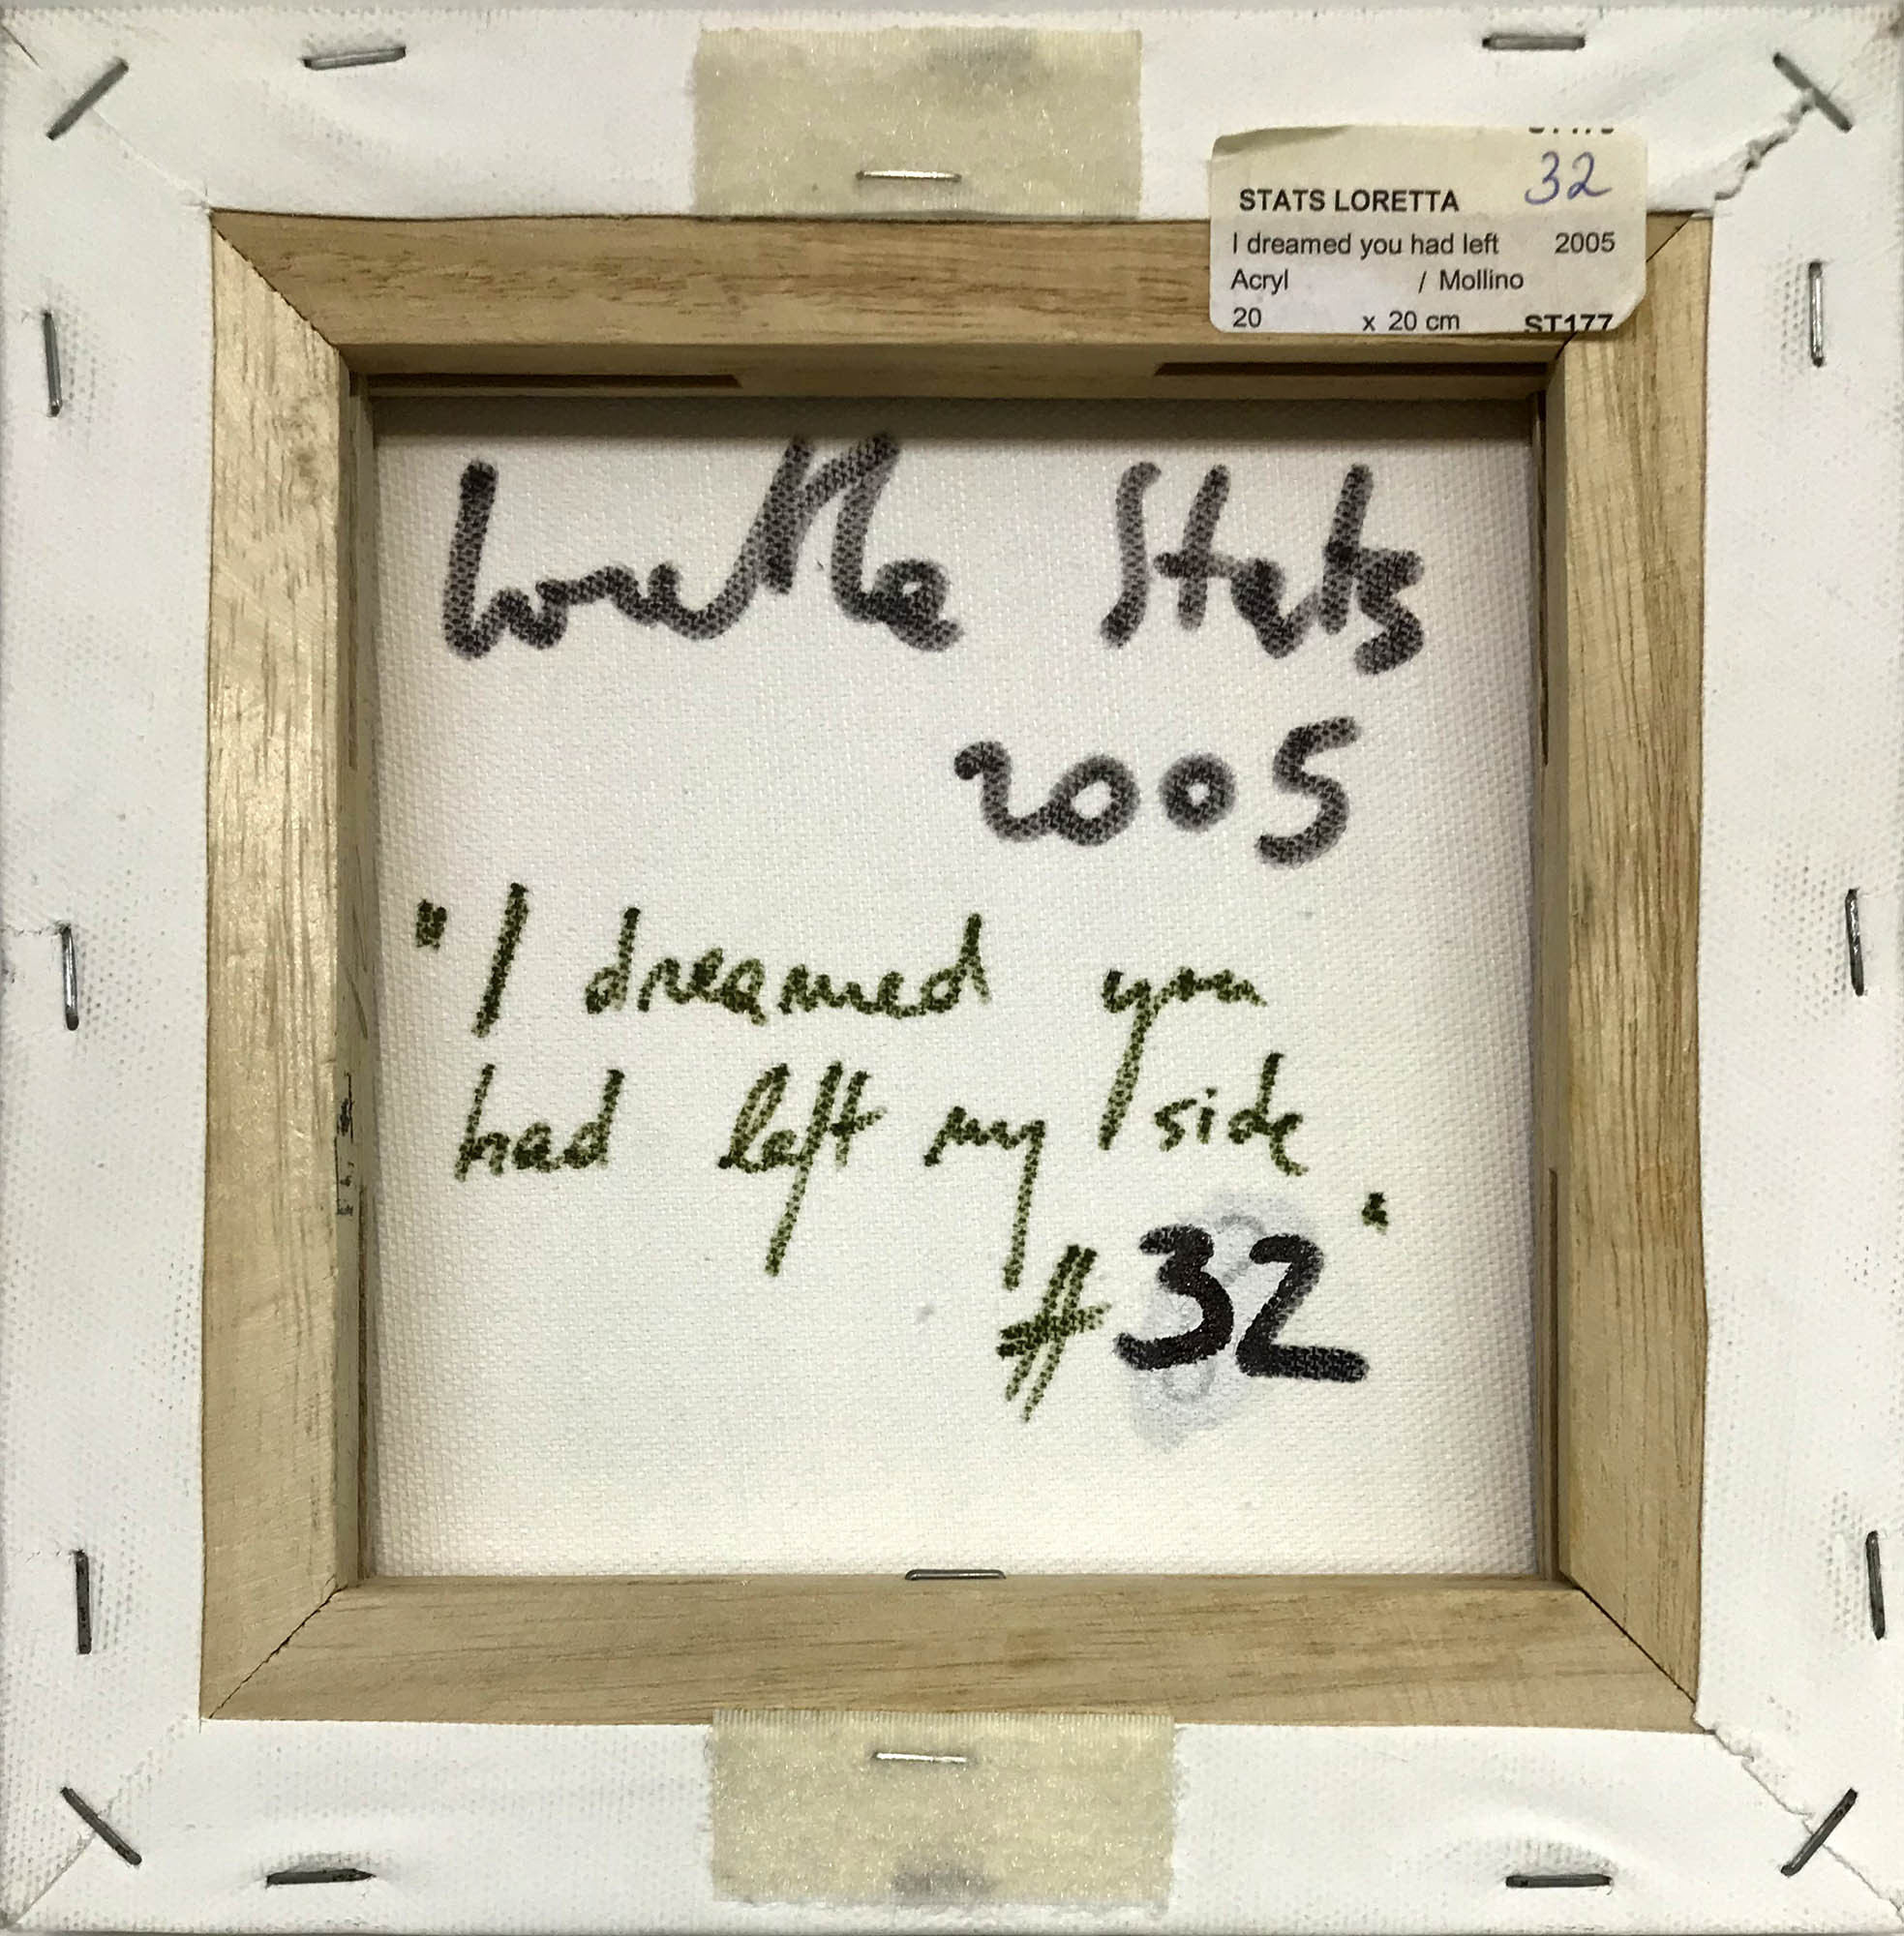 32
STATS LORETTA
I dreamed you had left 2005
Acryl / Mollino
20 x 20 cm ST177
Loretta Stats
2005
"I dreamed you
had left my side"
#32